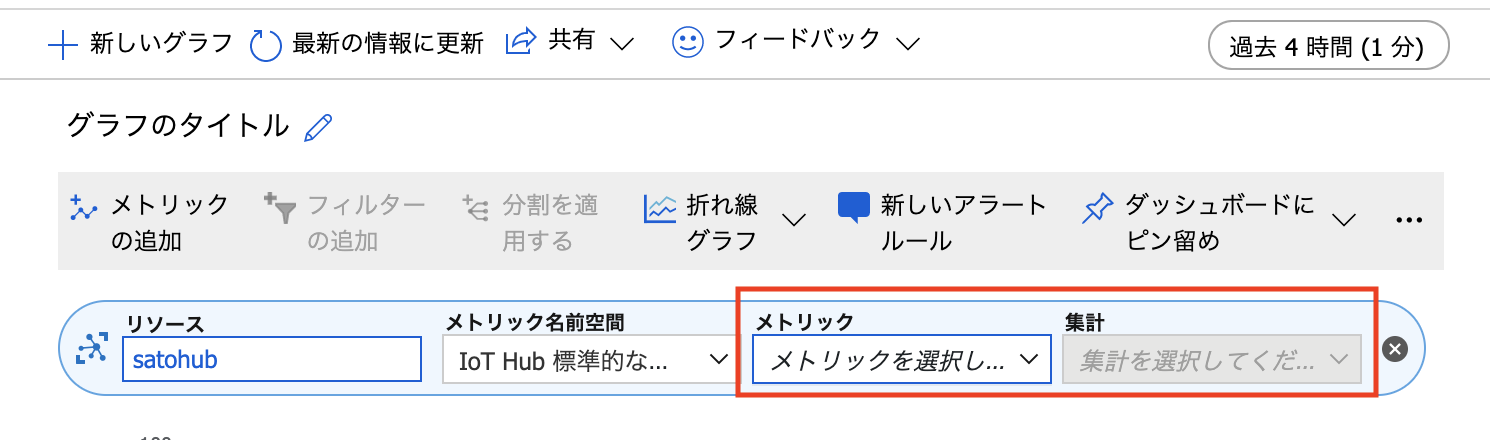 新しいグラフ 最新の情報に更新 共有 フィードバック 過去 4 時間 (1 分)
グラフのタイトル
メトリック
の追加
フィルター
の追加
分割を適
用する
折れ線
グラフ
新しいアラート
ルール
ダッシュボードに
ピン留め
リソース
satohub
メトリック名前空間
IoT Hub 標準的な...
メトリック
メトリックを選択し...
集計
集計を選択してくだ...